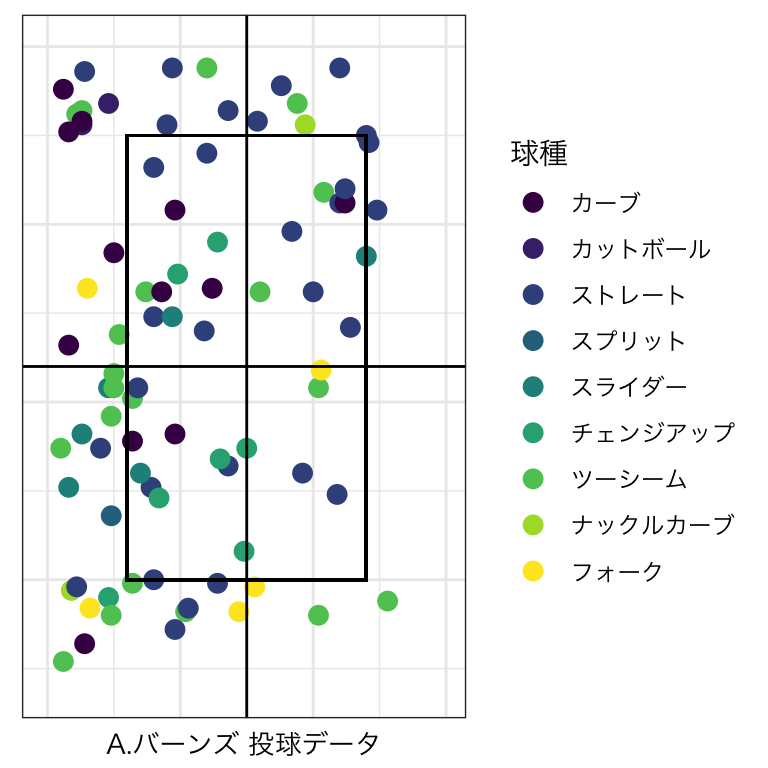 球種
カーブ
カットボール
ストレート
スプリット
スライダー
チェンジアップ
ツーシーム
ナックルカーブ
フォーク
A.バーンズ 投球データ